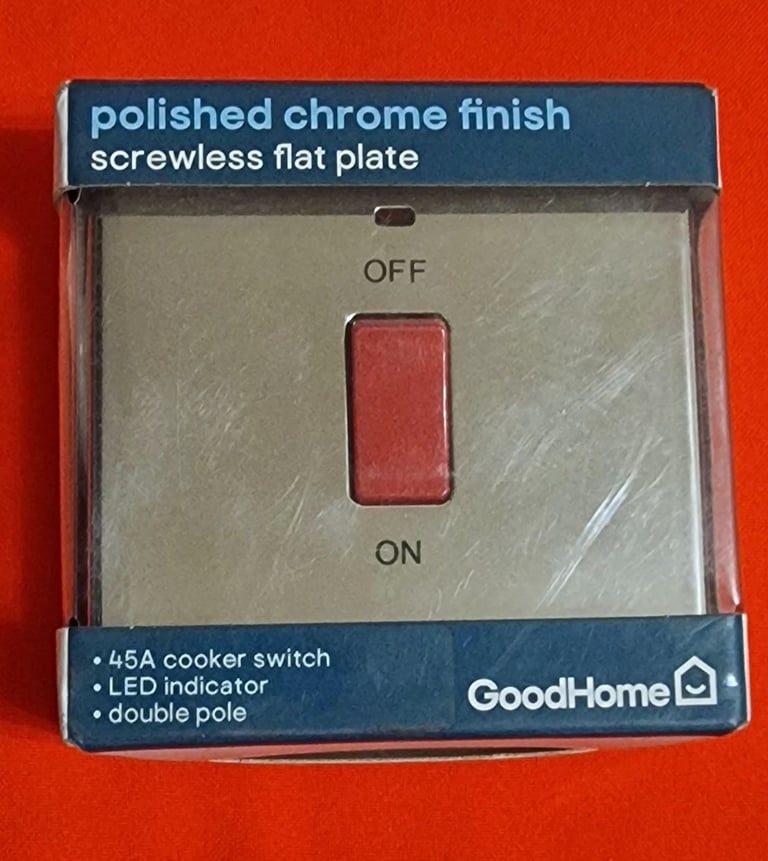 polished chrome finish
screwless flat plate
OFF
ON
• 45A cooker switch
• LED indicator
• double pole
GoodHome